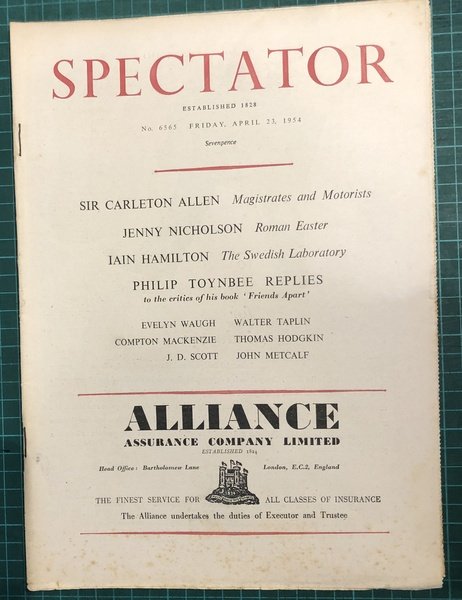 SPECTATOR
ESTABLISHED 1828
No. 6565 FRIDAY, APRIL 23, 1954
Sevenpence
SIR CARLETON ALLEN Magistrates and Motorists
JENNY NICHOLSON Roman Easter
IAIN HAMILTON The Swedish Laboratory
PHILIP TOYNBEE REPLIES
to the critics of his book ‘Friends Apart’
EVELYN WAUGH WALTER TAPLIN
COMPTON MACKENZIE THOMAS HODGKIN
J. D. SCOTT JOHN METCALF
ALLIANCE
ASSURANCE COMPANY LIMITED
ESTABLISHED 1824
Head Office: Bartholomew Lane London, E.C.2, England
THE FINEST SERVICE FOR ALL CLASSES OF INSURANCE
The Alliance undertakes the duties of Executor and Trustee